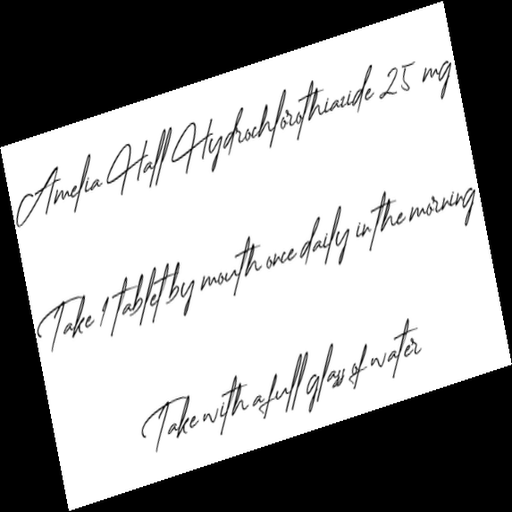 Amelia Hall Hydrochlorothiazide 25 mg
Take 1 tablet by mouth once daily in the morning
Take with a full glass of water